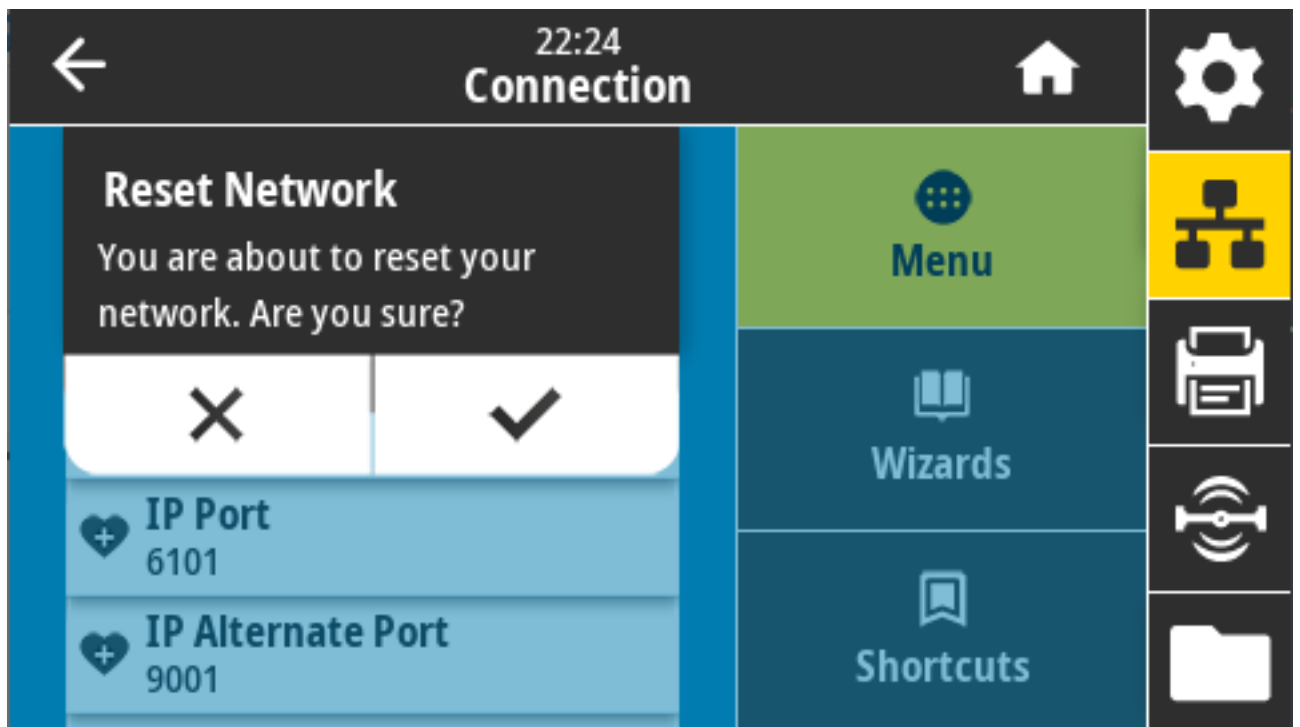 22:24
Connection
Reset Network
You are about to reset your
network. Are you sure?
IP Port
6101
IP Alternate Port
9001
Menu
Wizards
Shortcuts